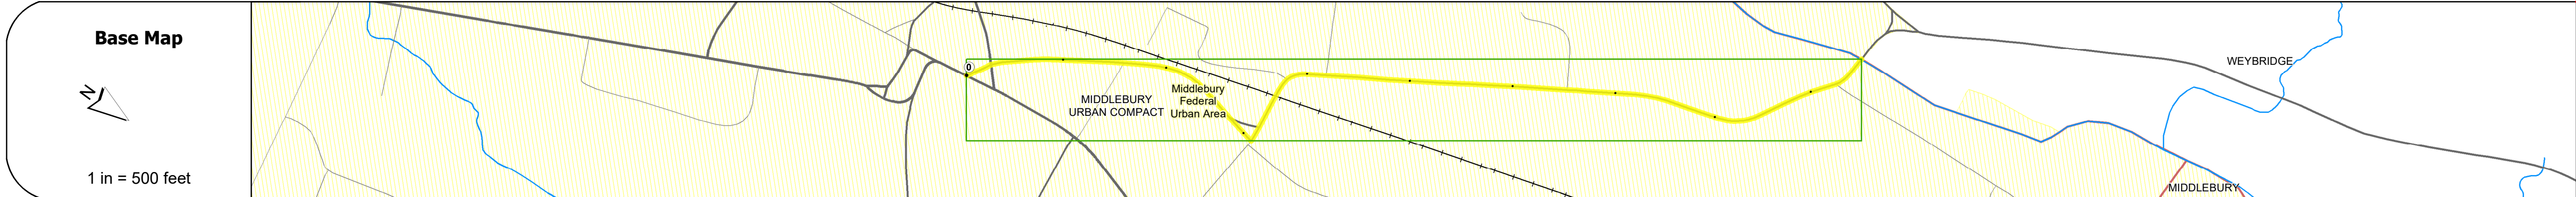 Base Map
N
1 in = 500 feet
0
MIDDLEBURY
URBAN COMPACT
Middlebury
Federal
Urban Area
WEYBRIDGE
MIDDLEBURY